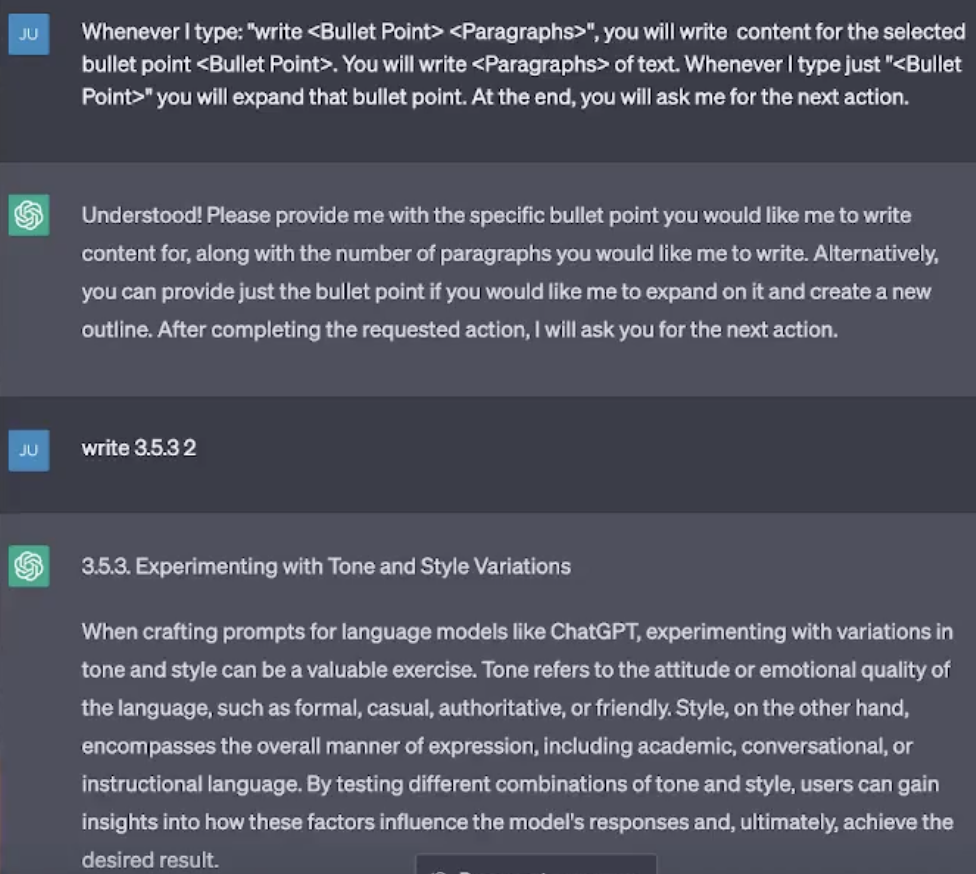 JU
Whenever I type: "write <Bullet Point> <Paragraphs>", you will write content for the selected
bullet point <Bullet Point>. You will write <Paragraphs> of text. Whenever I type just "<Bullet
Point>" you will expand that bullet point. At the end, you will ask me for the next action.
Understood! Please provide me with the specific bullet point you would like me to write
content for, along with the number of paragraphs you would like me to write. Alternatively,
you can provide just the bullet point if you would like me to expand on it and create a new
outline. After completing the requested action, I will ask you for the next action.
JU
write 3.5.3 2
3.5.3. Experimenting with Tone and Style Variations
When crafting prompts for language models like ChatGPT, experimenting with variations in
tone and style can be a valuable exercise. Tone refers to the attitude or emotional quality of
the language, such as formal, casual, authoritative, or friendly. Style, on the other hand,
encompasses the overall manner of expression, including academic, conversational, or
instructional language. By testing different combinations of tone and style, users can gain
insights into how these factors influence the model's responses and, ultimately, achieve the
desired result.